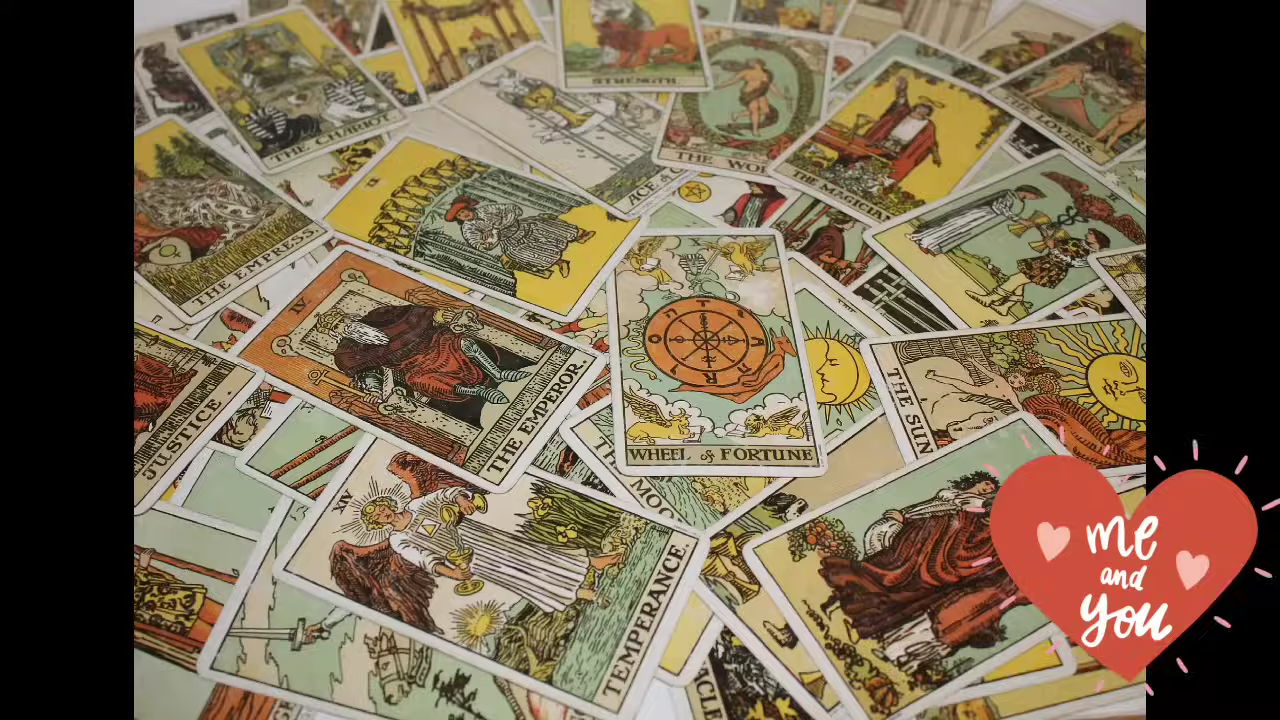 STRENGTH
THE CHARIOT
ACE
THE
THE MAGICIAN
THE LOVERS.
THE EMPRESS.
X
IV
THE EMPEROR.
JUSTICE.
WHEEL of FORTUNE
THE SUN
THE MOO
XIV
TEMPERANCE.
me
and
you